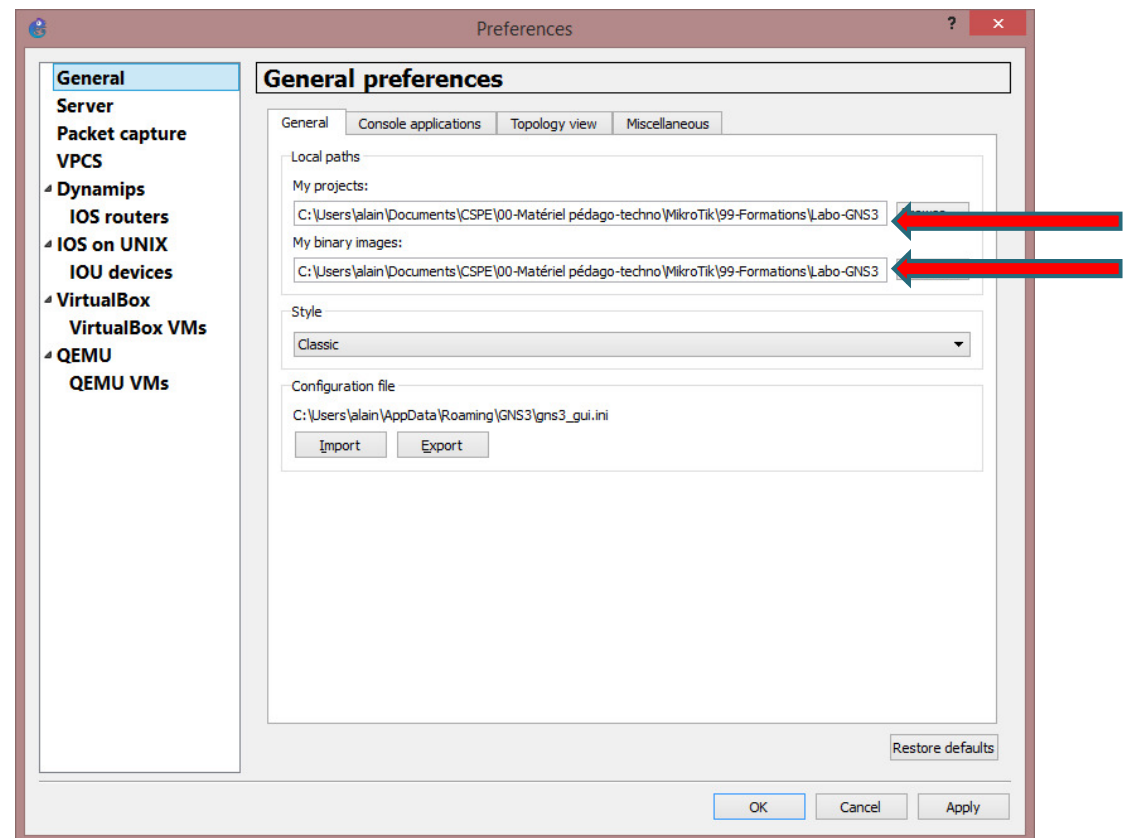 Preferences
?
General
Server
Packet capture
VPCS
Dynamips
IOS routers
IOS on UNIX
IOU devices
VirtualBox
VirtualBox VMs
QEMU
QEMU VMs
General preferences
General Console applications Topology view Miscellaneous
Local paths
My projects:
C:\Users\alain\Documents\CSPE\00-Matériel pédago-techno\MikroTik\99-Formations\Labo-GNS3
My binary images:
C:\Users\alain\Documents\CSPE\00-Matériel pédago-techno\MikroTik\99-Formations\Labo-GNS3
Style
Classic
Configuration file
C:\Users\alain\AppData\Roaming\GNS3\gns3_gui.ini
Import Export
Restore defaults
OK Cancel Apply